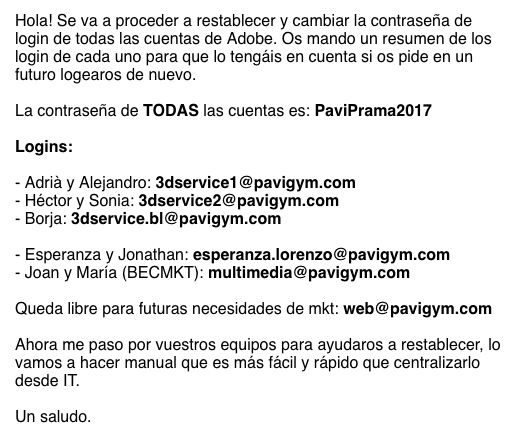 Hola! Se va a proceder a restablecer y cambiar la contraseña de
login de todas las cuentas de Adobe. Os mando un resumen de los
login de cada uno para que lo tengáis en cuenta si os pide en un
futuro logearos de nuevo.
La contraseña de TODAS las cuentas es: PaviPrama2017
Logins:
- Adrià y Alejandro: 3dservice1@pavigym.com
- Héctor y Sonia: 3dservice2@pavigym.com
- Borja: 3dservice.bl@pavigym.com
- Esperanza y Jonathan: esperanza.lorenzo@pavigym.com
- Joan y María (BECMKT): multimedia@pavigym.com
Queda libre para futuras necesidades de mkt: web@pavigym.com
Ahora me paso por vuestros equipos para ayudaros a restablecer, lo
vamos a hacer manual que es más fácil y rápido que centralizarlo
desde IT.
Un saludo.